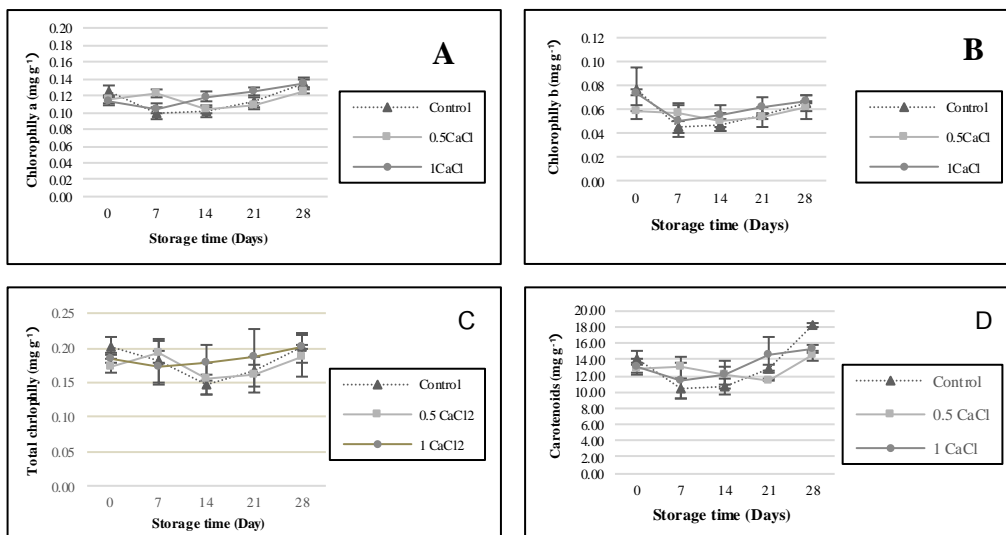 A
Chlorophlly a (mg g⁻¹)
0.20
0.18
0.16
0.14
0.12
0.10
0.08
0.06
0.04
0.02
0.00
0 7 14 21 28
Storage time (Days)
Control
0.5CaCl
1CaCl
B
Chlorophlly b (mg g⁻¹)
0.12
0.10
0.08
0.06
0.04
0.02
0.00
0 7 14 21 28
Storage time (Days)
Control
0.5CaCl
1CaCl
C
Total chrlophlly (mg g⁻¹)
0.25
0.20
0.15
0.10
0.05
0.00
0 7 14 21 28
Storage time (Day)
Control
0.5 CaCl2
1 CaCl2
D
Carotenoids (mg g⁻¹)
20.00
18.00
16.00
14.00
12.00
10.00
8.00
6.00
4.00
2.00
0.00
0 7 14 21 28
Storage time (Days)
Control
0.5 CaCl
1 CaCl